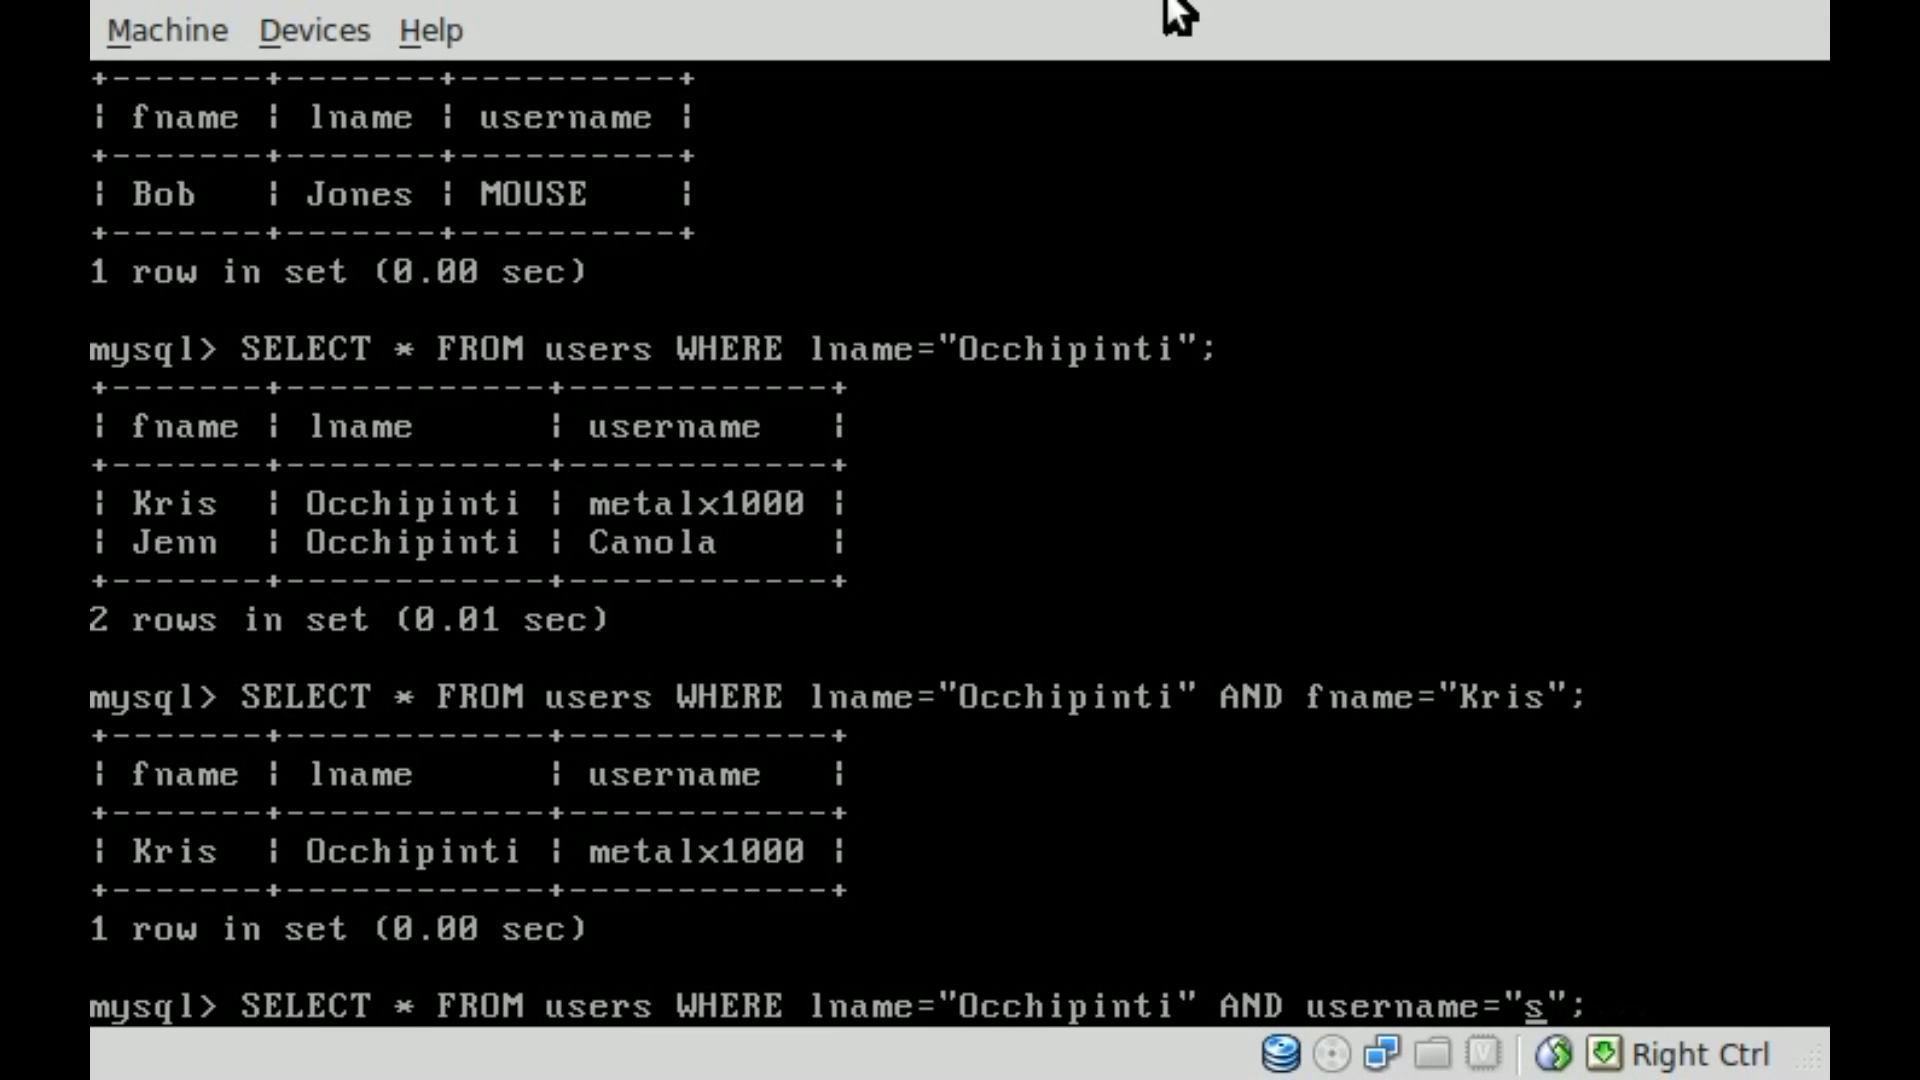 Machine Devices Help
+-------+-------+----------+
| fname | lname | username |
+-------+-------+----------+
| Bob   | Jones | MOUSE    |
+-------+-------+----------+
1 row in set (0.00 sec)
mysql> SELECT * FROM users WHERE lname="Occhipinti";
+-------+------------+------------+
| fname | lname      | username   |
+-------+------------+------------+
| Kris  | Occhipinti | metalx1000 |
| Jenn  | Occhipinti | Canola     |
+-------+------------+------------+
2 rows in set (0.01 sec)
mysql> SELECT * FROM users WHERE lname="Occhipinti" AND fname="Kris";
+-------+------------+------------+
| fname | lname      | username   |
+-------+------------+------------+
| Kris  | Occhipinti | metalx1000 |
+-------+------------+------------+
1 row in set (0.00 sec)
mysql> SELECT * FROM users WHERE lname="Occhipinti" AND username="s";
Right Ctrl